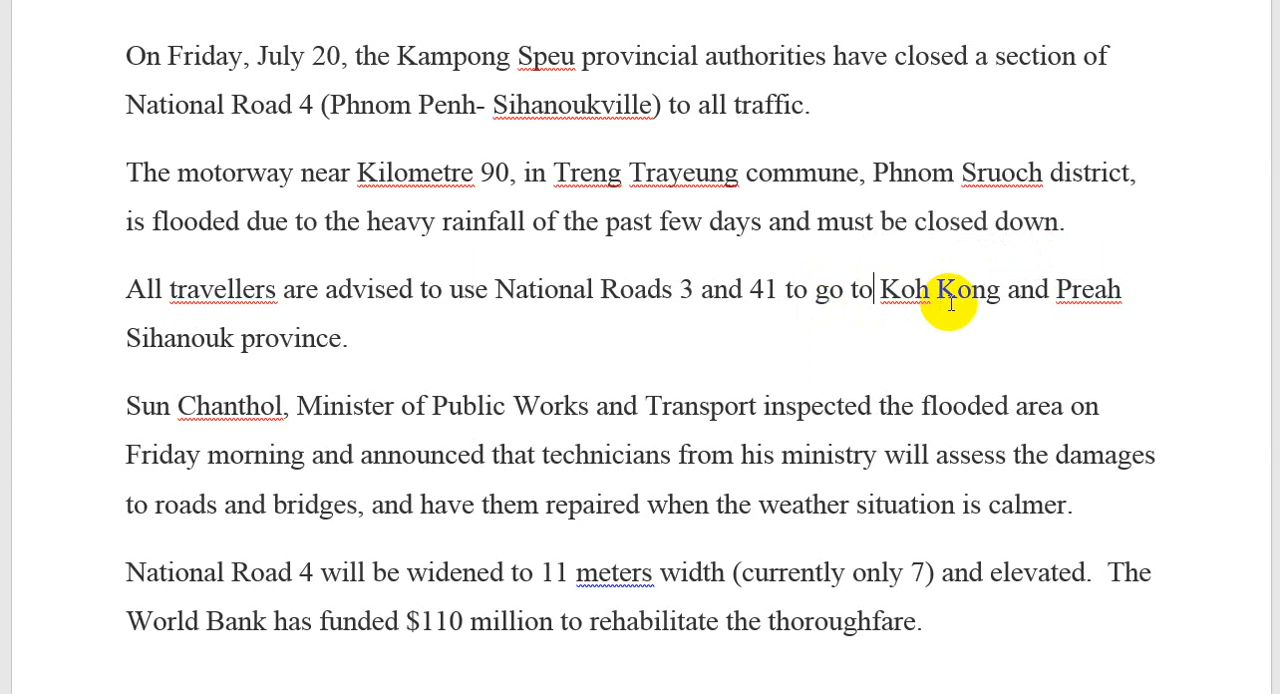 On Friday, July 20, the Kampong Speu provincial authorities have closed a section of
National Road 4 (Phnom Penh- Sihanoukville) to all traffic.
The motorway near Kilometre 90, in Treng Trayeung commune, Phnom Sruoch district,
is flooded due to the heavy rainfall of the past few days and must be closed down.
All travellers are advised to use National Roads 3 and 41 to go to Koh Kong and Preah
Sihanouk province.
Sun Chanthol, Minister of Public Works and Transport inspected the flooded area on
Friday morning and announced that technicians from his ministry will assess the damages
to roads and bridges, and have them repaired when the weather situation is calmer.
National Road 4 will be widened to 11 meters width (currently only 7) and elevated.  The
World Bank has funded $110 million to rehabilitate the thoroughfare.